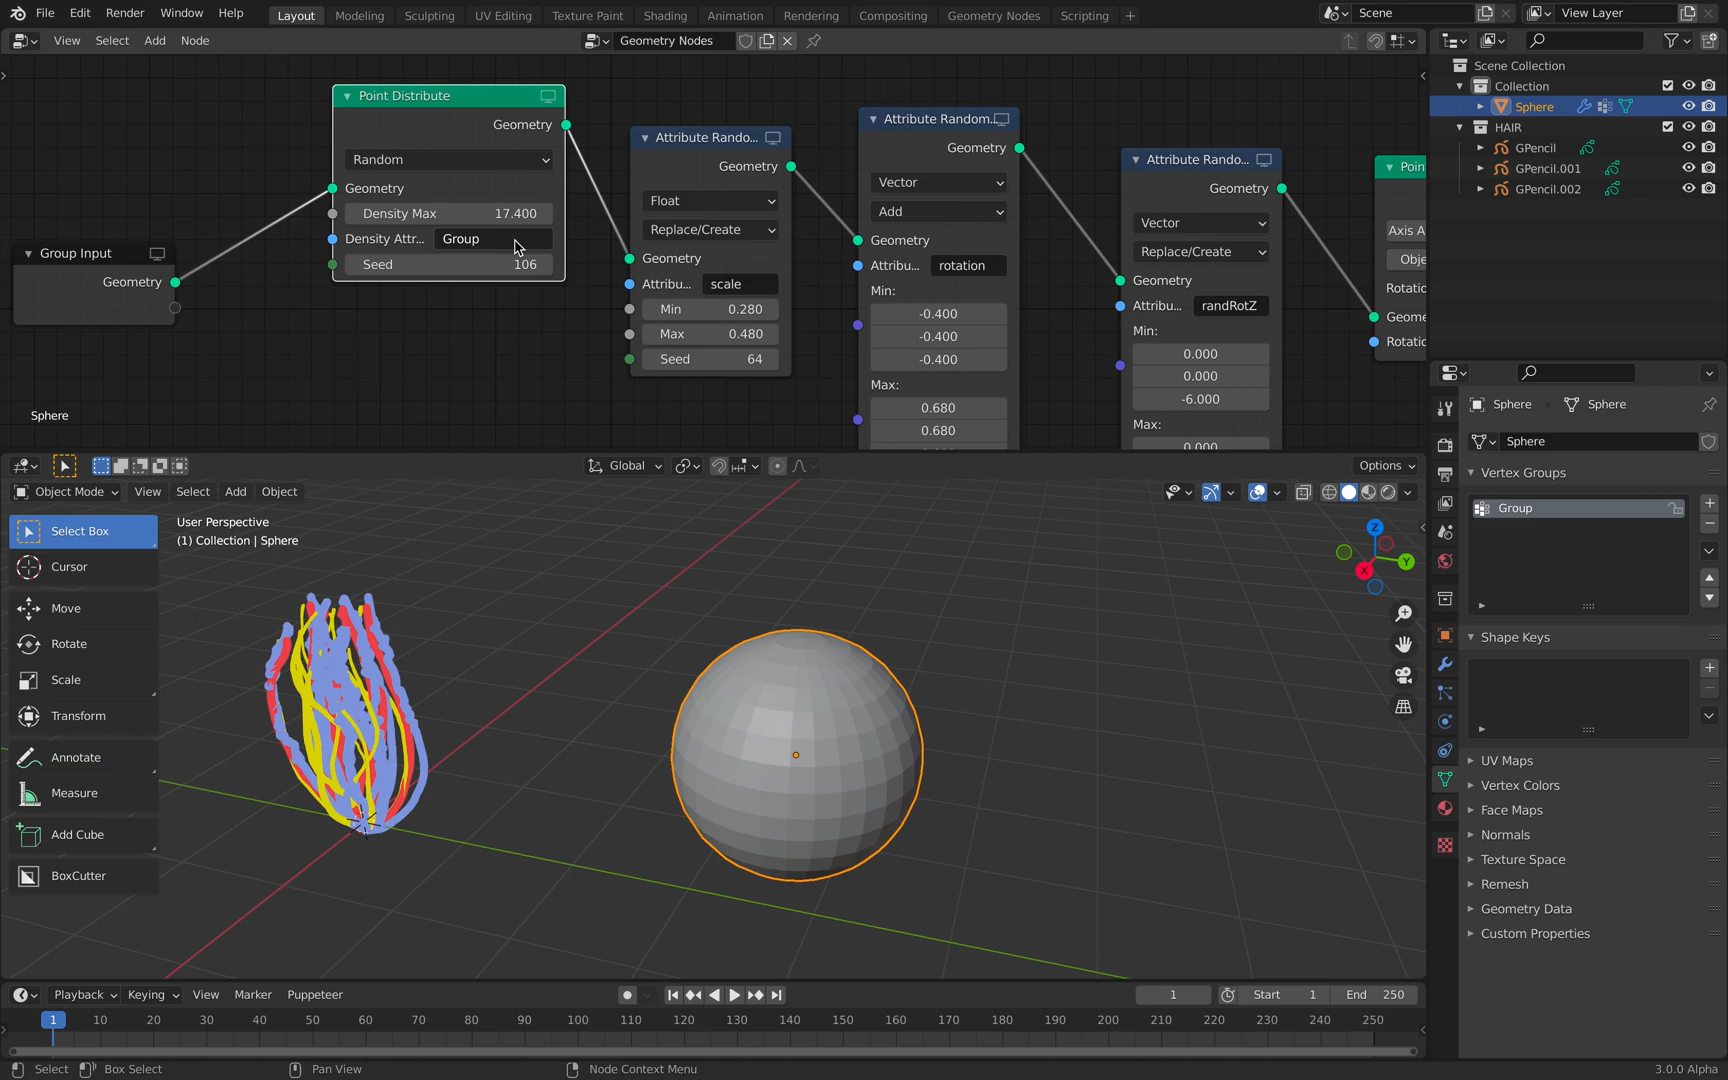 File Edit Render Window Help
Layout Modeling Sculpting UV Editing Texture Paint Shading Animation Rendering Compositing Geometry Nodes Scripting +
Scene
View Layer
View Select Add Node
Geometry Nodes
Point Distribute
Geometry
Random
Geometry
Density Max 17.400
Density Attr... Group
Seed 106
Group Input
Geometry
Attribute Rando...
Geometry
Float
Replace/Create
Geometry
Attribu... scale
Min 0.280
Max 0.480
Seed 64
Attribute Random...
Geometry
Vector
Add
Geometry
Attribu... rotation
Min:
-0.400
-0.400
-0.400
Max:
0.680
0.680
Attribute Rando...
Geometry
Vector
Replace/Create
Geometry
Attribu... randRotZ
Min:
0.000
0.000
-6.000
Max:
0.000
Poin
Axis A
Obje
Rotatic
Geome
Rotatic
Sphere
Scene Collection
Collection
Sphere
HAIR
GPencil
GPencil.001
GPencil.002
Sphere Sphere
Sphere
Vertex Groups
Group
Shape Keys
UV Maps
Vertex Colors
Face Maps
Normals
Texture Space
Remesh
Geometry Data
Custom Properties
Global
Options
Object Mode View Select Add Object
User Perspective
(1) Collection | Sphere
Select Box
Cursor
Move
Rotate
Scale
Transform
Annotate
Measure
Add Cube
BoxCutter
Z
Y
X
Playback Keying View Marker Puppeteer
1
Start 1
End 250
1 10 20 30 40 50 60 70 80 90 100 110 120 130 140 150 160 170 180 190 200 210 220 230 240 250
Select Box Select Pan View Node Context Menu
3.0.0 Alpha